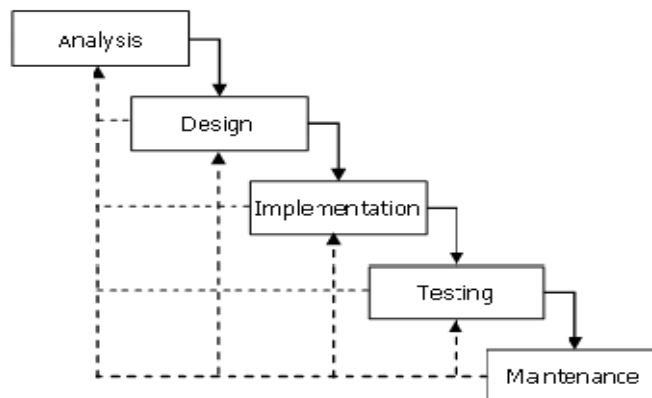 Analysis
Design
Implementation
Testing
Maintenance